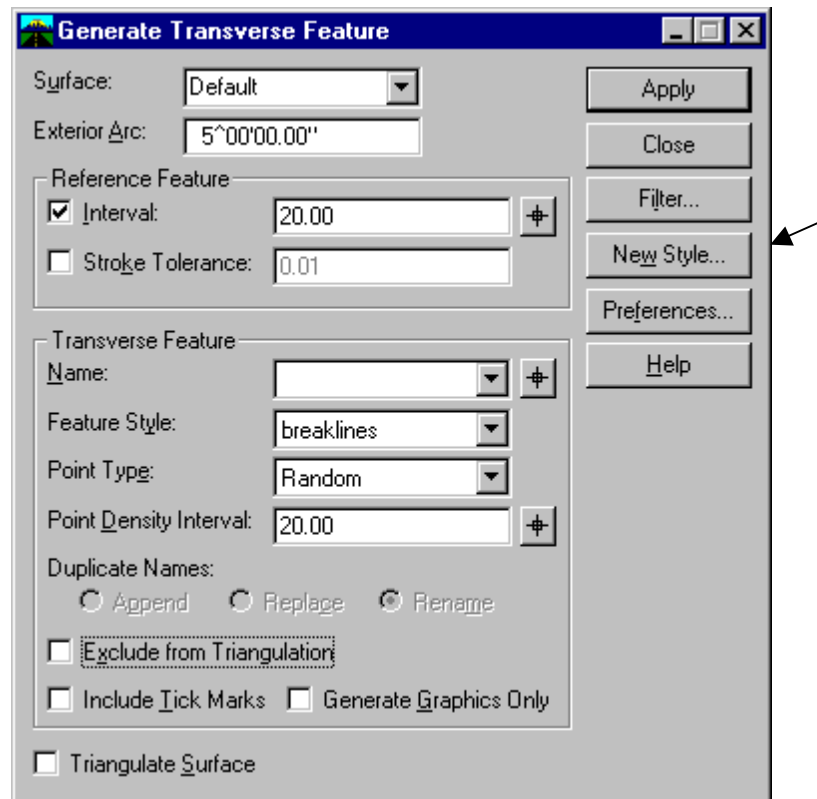 Generate Transverse Feature
Surface: Default
Exterior Arc: 5^00'00.00"
Reference Feature
Interval: 20.00
Stroke Tolerance: 0.01
Transverse Feature
Name:
Feature Style: breaklines
Point Type: Random
Point Density Interval: 20.00
Duplicate Names:
Append Replace Rename
Exclude from Triangulation
Include Tick Marks Generate Graphics Only
Triangulate Surface
Apply
Close
Filter...
New Style...
Preferences...
Help